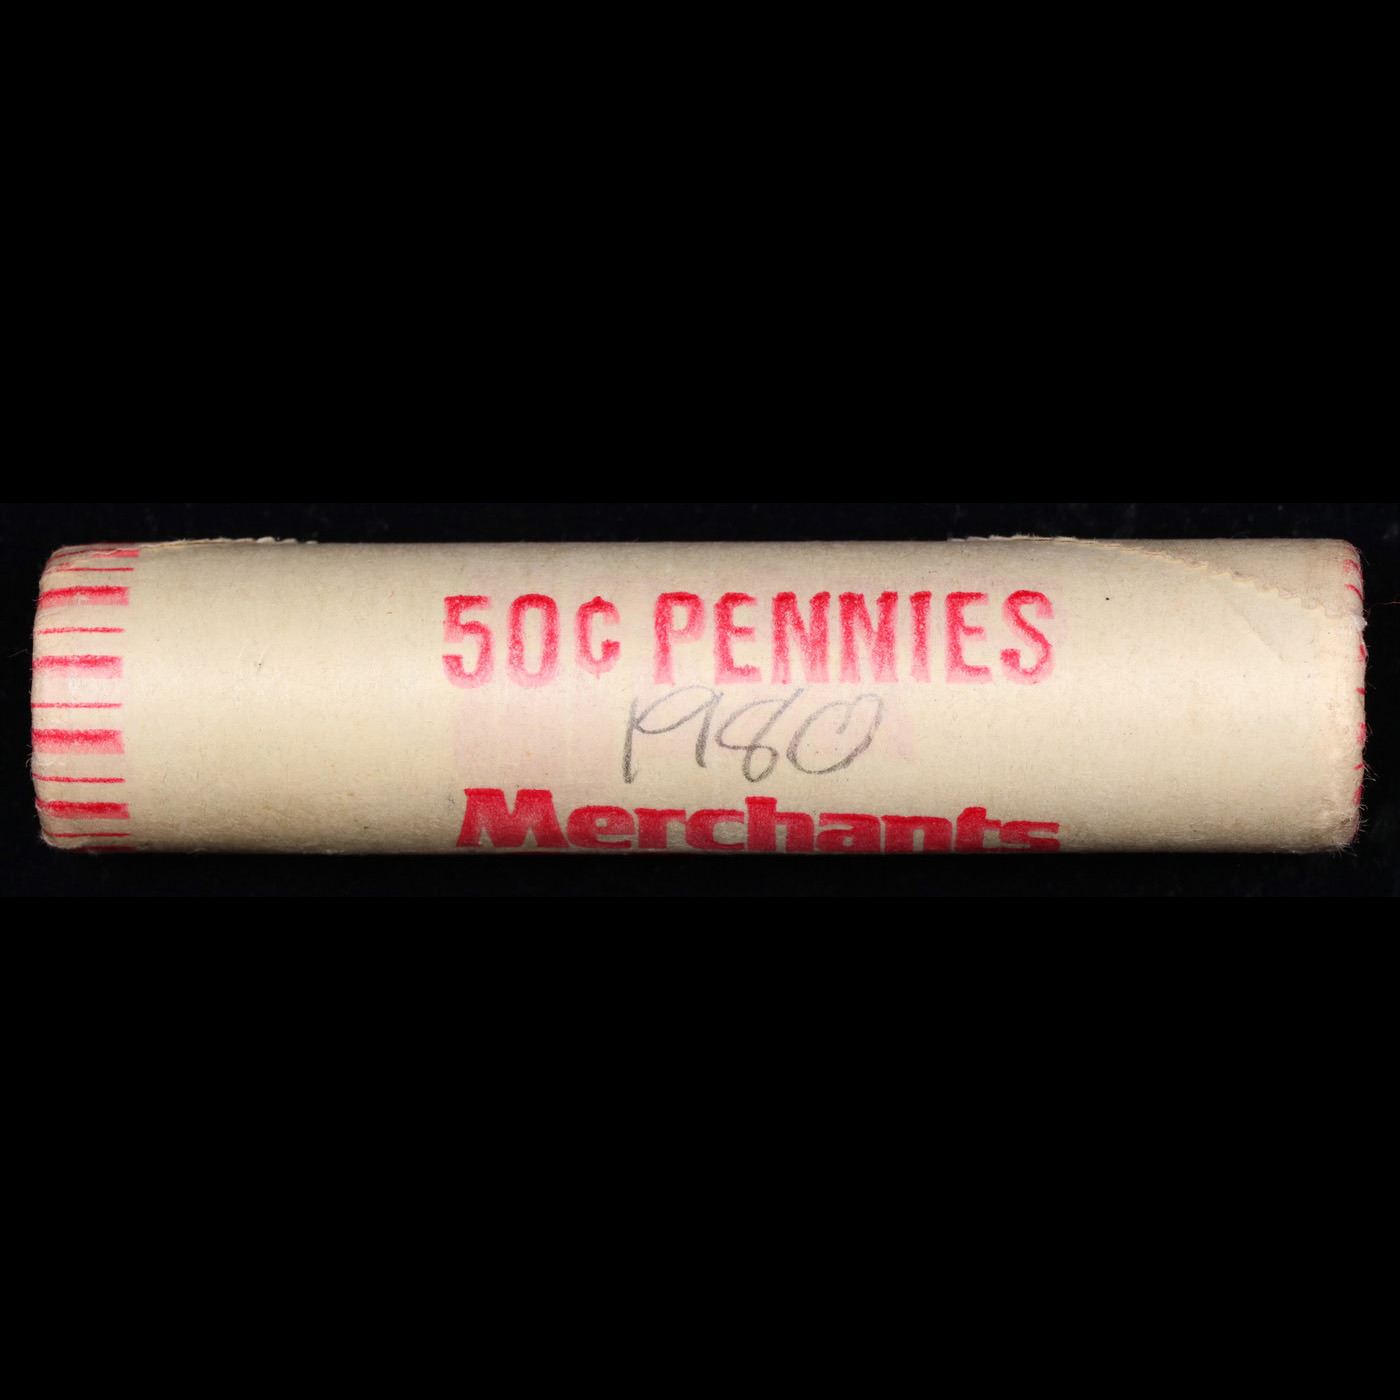 50¢ PENNIES
1980
Merchants